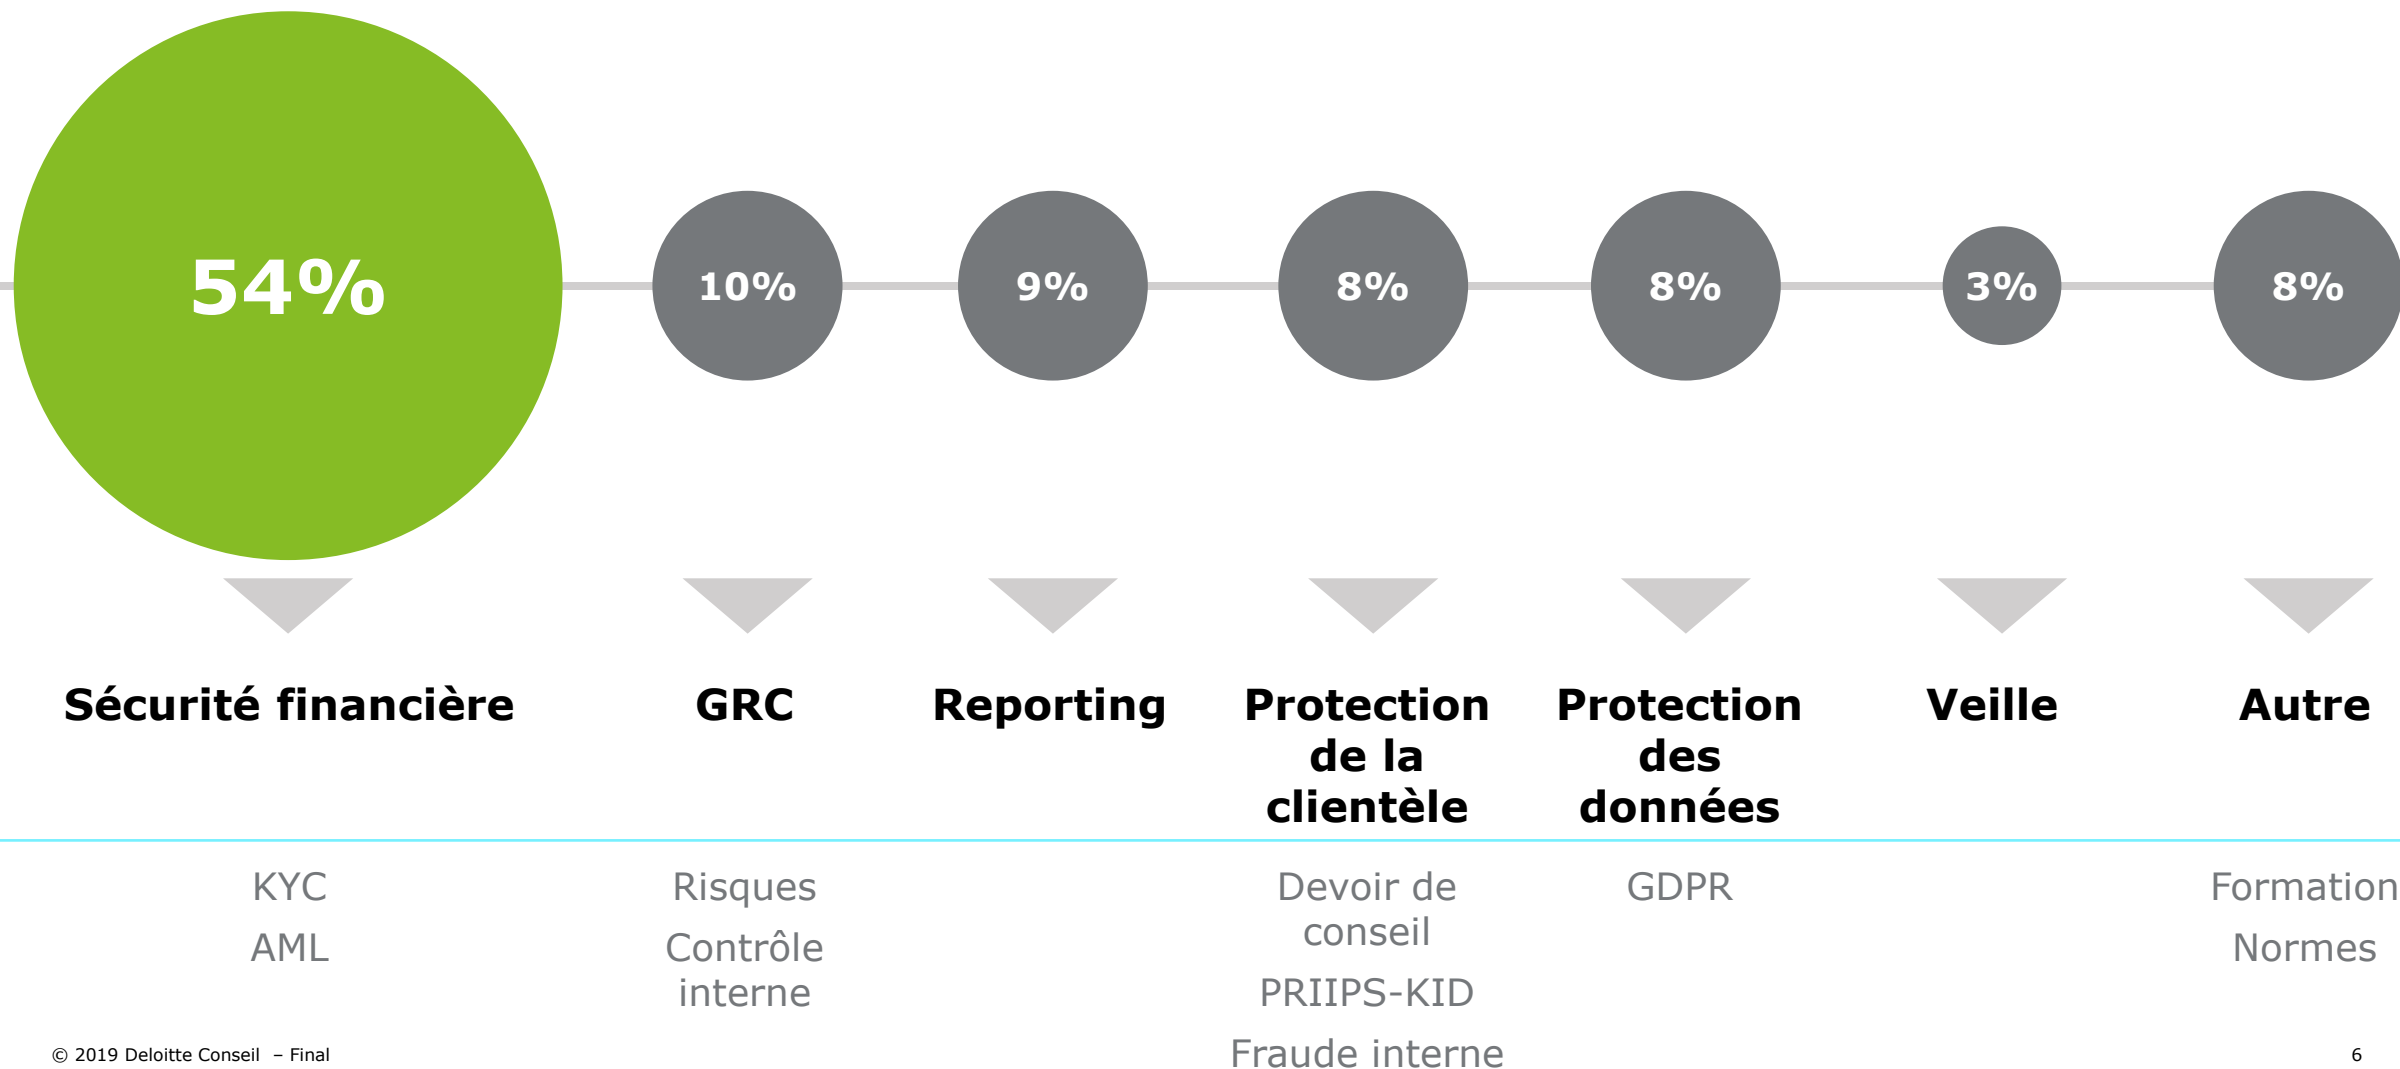 54%
10%
9%
8%
8%
3%
8%
Sécurité financière
GRC
Reporting
Protection
de la
clientèle
Protection
des
données
Veille
Autre
KYC
AML
Risques
Contrôle
interne
Devoir de
conseil
PRIIPS-KID
Fraude interne
GDPR
Formation
Normes
© 2019 Deloitte Conseil – Final
6